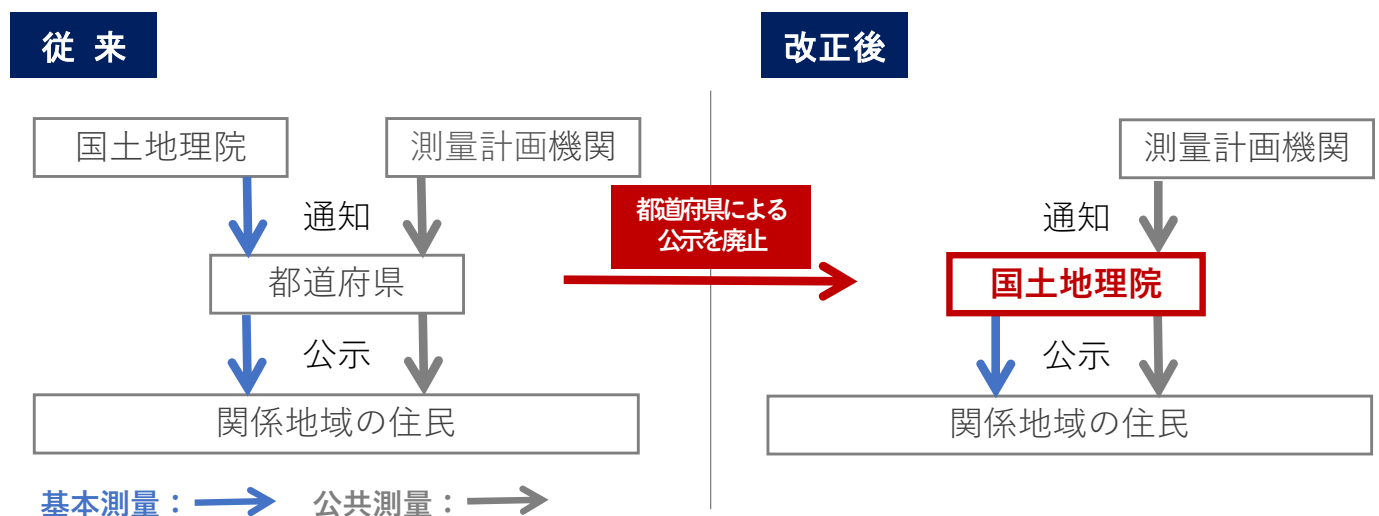 従 来
国土地理院
測量計画機関
通知
都道府県
公示
関係地域の住民
基本測量：
公共測量：
都道府県による
公示を廃止
改正後
測量計画機関
通知
国土地理院
公示
関係地域の住民